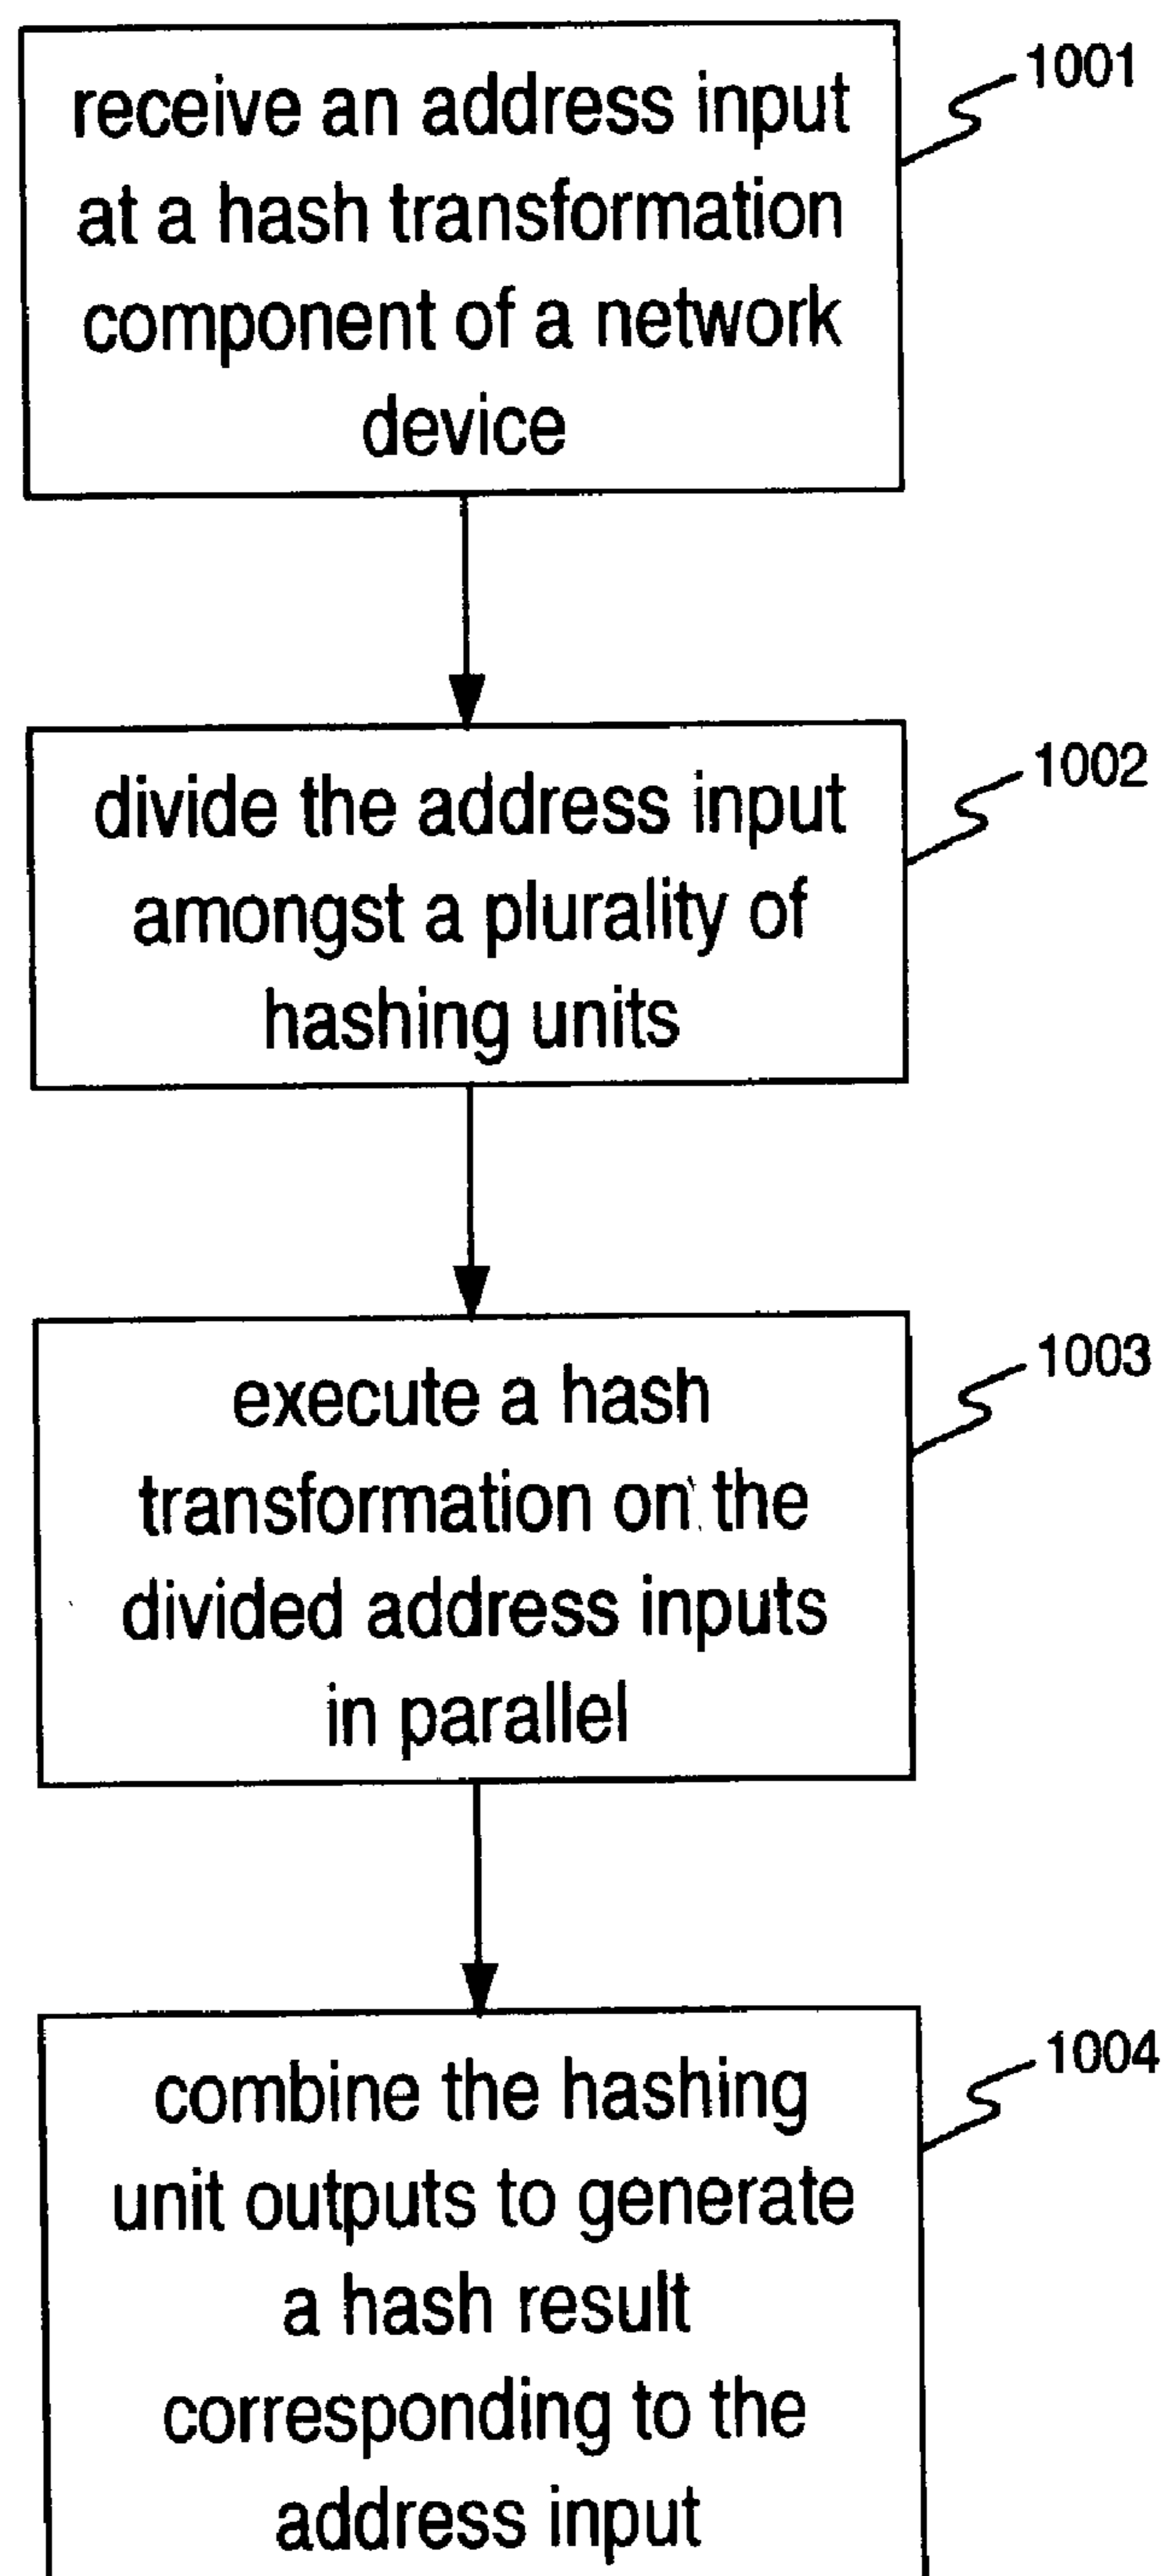 receive an address input
at a hash transformation
component of a network
device
1001
divide the address input
amongst a plurality of
hashing units
1002
execute a hash
transformation on the
divided address inputs
in parallel
1003
combine the hashing
unit outputs to generate
a hash result
corresponding to the
address input
1004